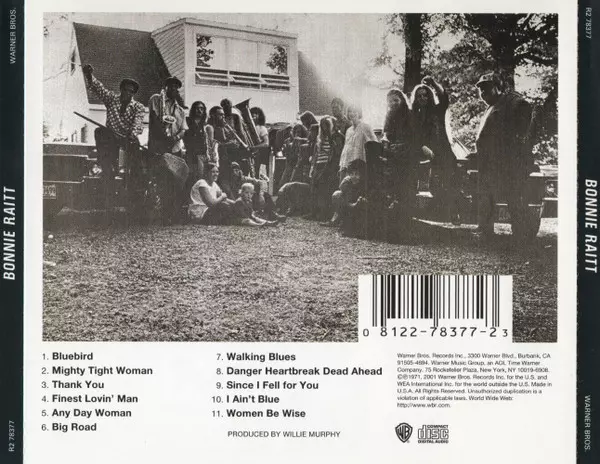 WARNER BROS.
BONNIE RAITT
R2 78377
R2 78377
BONNIE RAITT
WARNER BROS.
0 8122-78377-2 3
1. Bluebird
2. Mighty Tight Woman
3. Thank You
4. Finest Lovin' Man
5. Any Day Woman
6. Big Road
7. Walking Blues
8. Danger Heartbreak Dead Ahead
9. Since I Fell for You
10. I Ain't Blue
11. Women Be Wise
PRODUCED BY WILLIE MURPHY
Warner Bros. Records Inc., 3300 Warner Blvd., Burbank, CA
91505-4694. Warner Music Group, an AOL Time Warner
Company. 75 Rockefeller Plaza, New York, NY 10019-6908.
℗©1971, 2001 Warner Bros. Records Inc. for the U.S. and
WEA International Inc. for the world outside the U.S. Made in
U.S.A. All Rights Reserved. Unauthorized duplication is a
violation of applicable laws. World Wide Web:
http://www.wbr.com
WB
COMPACT
disc
DIGITAL AUDIO